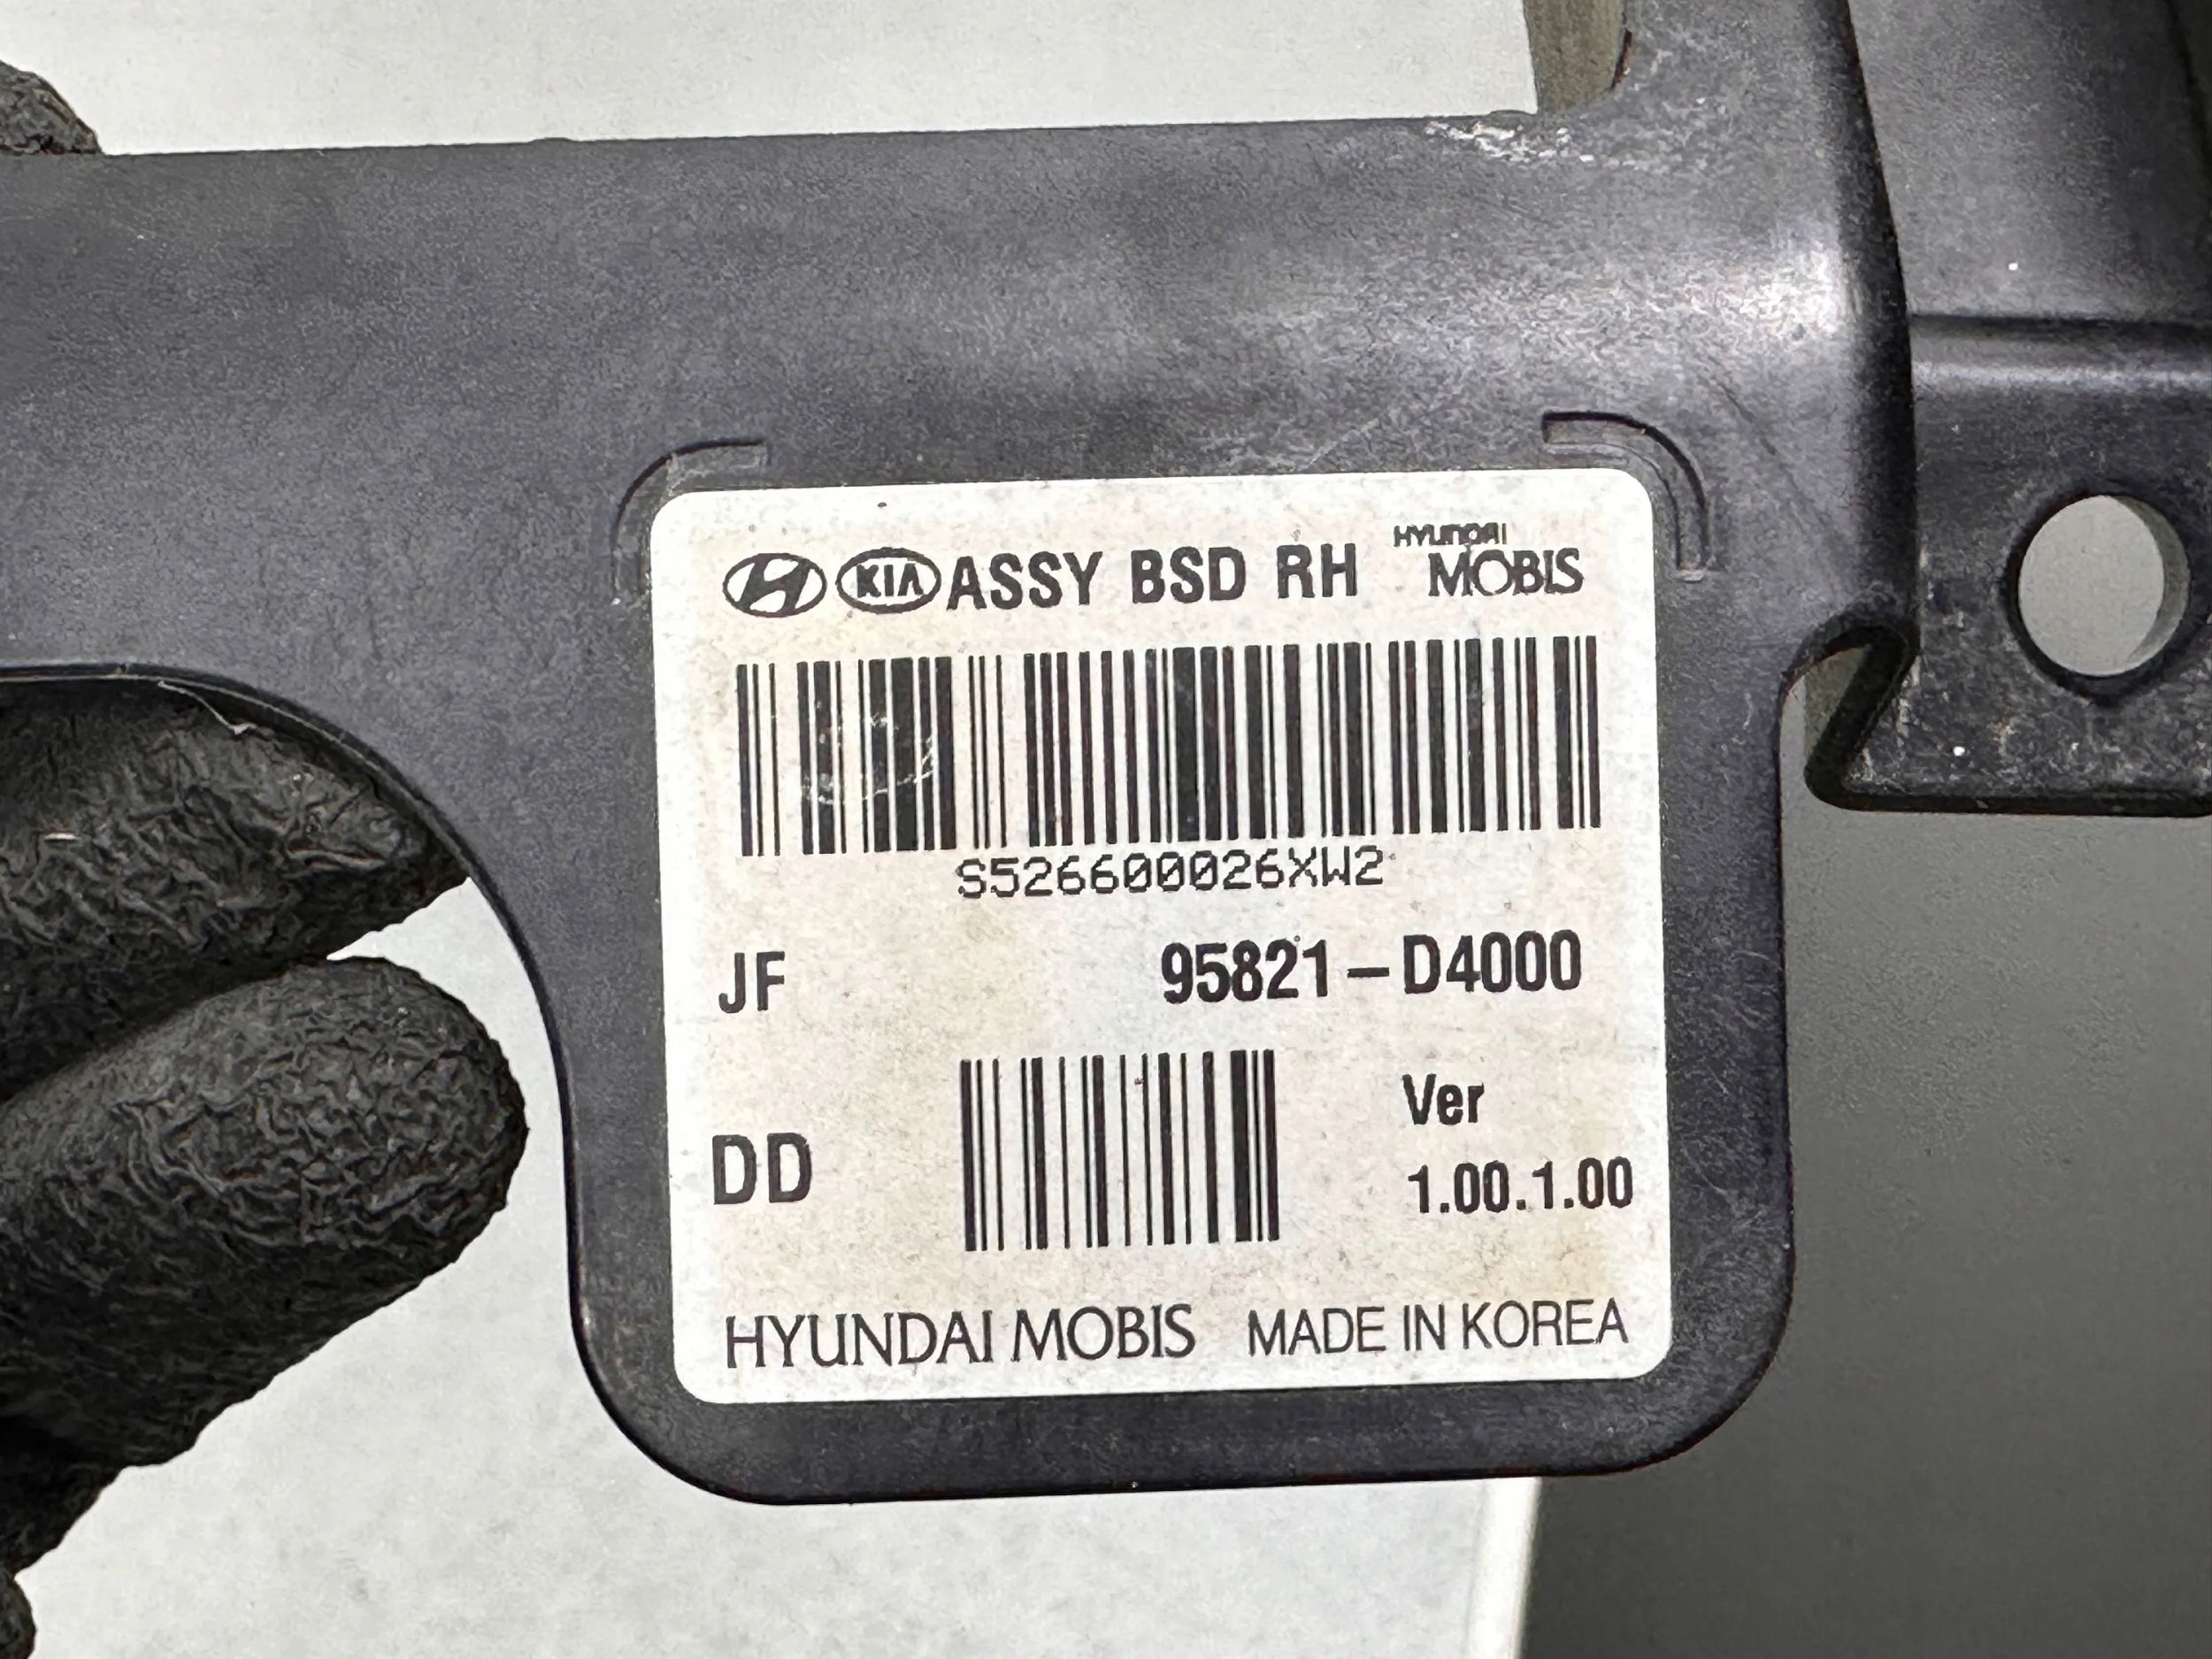 KIA ASSY BSD RH HYUNDAI MOBIS
S526600026XW2
JF 95821-D4000
DD Ver 1.00.1.00
HYUNDAI MOBIS MADE IN KOREA